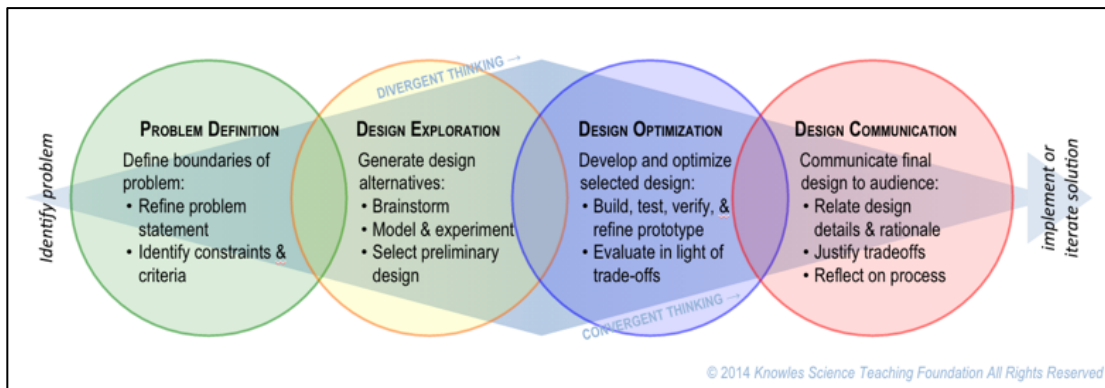 DIVERGENT THINKING →
Identify problem
PROBLEM DEFINITION
Define boundaries of
problem:
• Refine problem
statement
• Identify constraints &
criteria
DESIGN EXPLORATION
Generate design
alternatives:
• Brainstorm
• Model & experiment
• Select preliminary
design
DESIGN OPTIMIZATION
Develop and optimize
selected design:
• Build, test, verify, &
refine prototype
• Evaluate in light of
trade-offs
DESIGN COMMUNICATION
Communicate final
design to audience:
• Relate design
details & rationale
• Justify tradeoffs
• Reflect on process
implement or
iterate solution
CONVERGENT THINKING →
© 2014 Knowles Science Teaching Foundation All Rights Reserved